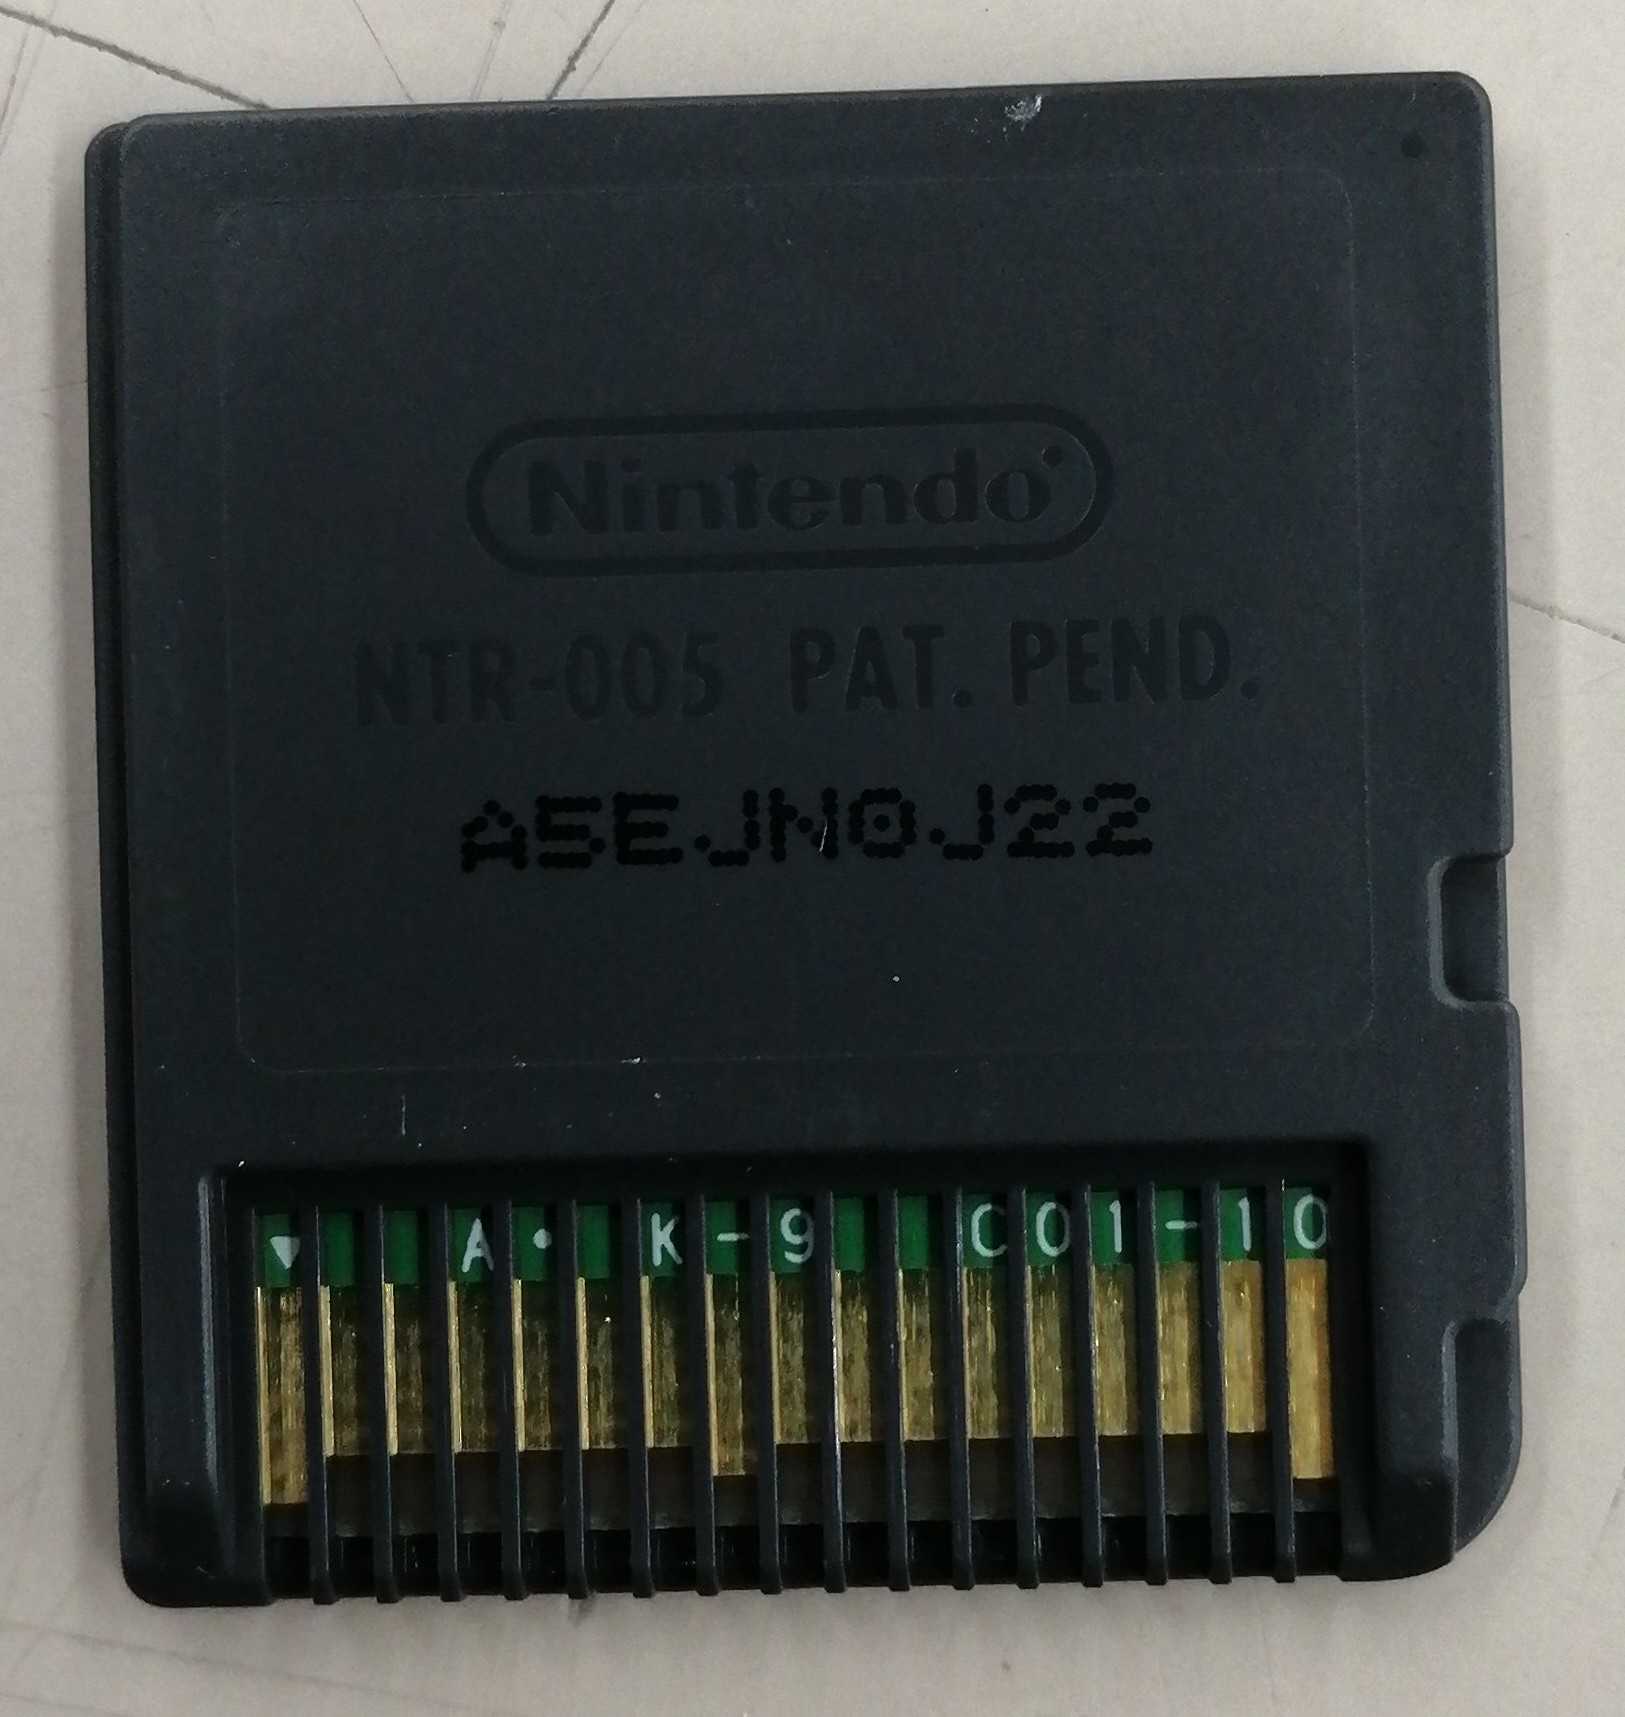 Nintendo
NTR-005 PAT. PEND.
A5EJN0J22
▼ A • K-9 C01-10